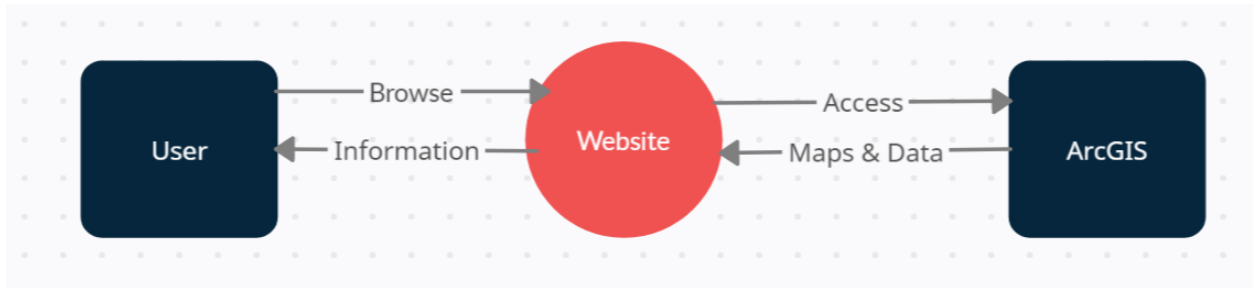 Browse
Access
User
Information
Website
Maps & Data
ArcGIS